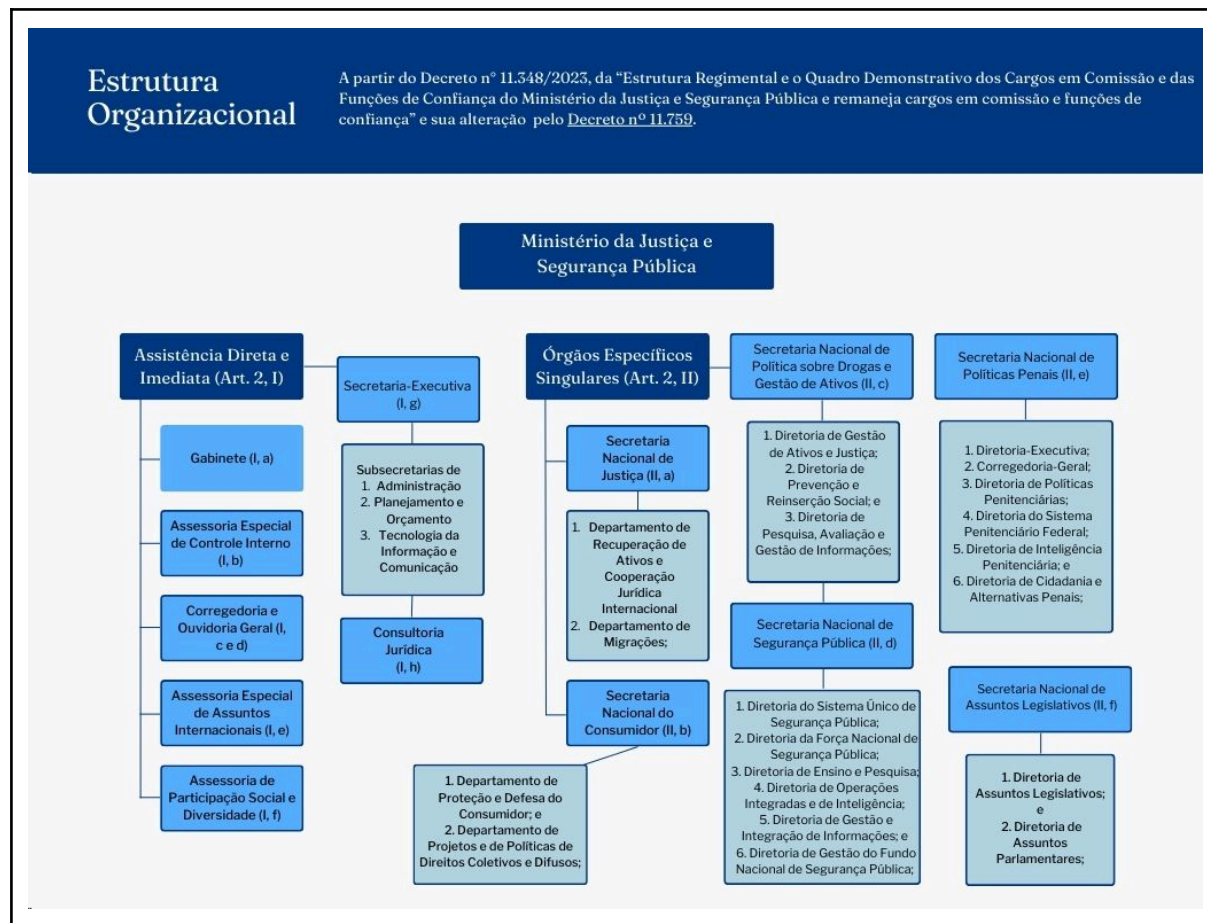 Estrutura
Organizacional
A partir do Decreto n° 11.348/2023, da “Estrutura Regimental e o Quadro Demonstrativo dos Cargos em Comissão e das
Funções de Confiança do Ministério da Justiça e Segurança Pública e remaneja cargos em comissão e funções de
confiança” e sua alteração pelo Decreto nº 11.759.
Ministério da Justiça e
Segurança Pública
Assistência Direta e
Imediata (Art. 2, I)
Gabinete (I, a)
Assessoria Especial
de Controle Interno
(I, b)
Corregedoria e
Ouvidoria Geral (I,
c e d)
Assessoria Especial
de Assuntos
Internacionais (I, e)
Assessoria de
Participação Social e
Diversidade (I, f)
Secretaria-Executiva
(I, g)
Subsecretarias de
1. Administração
2. Planejamento e
Orçamento
3. Tecnologia da
Informação e
Comunicação
Consultoria
Jurídica
(I, h)
Órgãos Específicos
Singulares (Art. 2, II)
Secretaria
Nacional de
Justiça (II, a)
1. Departamento de
Recuperação de
Ativos e
Cooperação
Jurídica
Internacional
2. Departamento de
Migrações;
Secretaria
Nacional do
Consumidor (II, b)
1. Departamento de
Proteção e Defesa do
Consumidor; e
2. Departamento de
Projetos e de Políticas de
Direitos Coletivos e Difusos;
Secretaria Nacional de
Política sobre Drogas e
Gestão de Ativos (II, c)
1. Diretoria de Gestão
de Ativos e Justiça;
2. Diretoria de
Prevenção e
Reinserção Social; e
3. Diretoria de
Pesquisa, Avaliação e
Gestão de Informações;
Secretaria Nacional de
Segurança Pública (II, d)
1. Diretoria do Sistema Único de
Segurança Pública;
2. Diretoria da Força Nacional de
Segurança Pública;
3. Diretoria de Ensino e Pesquisa;
4. Diretoria de Operações
Integradas e de Inteligência;
5. Diretoria de Gestão e
Integração de Informações; e
6. Diretoria de Gestão do Fundo
Nacional de Segurança Pública;
Secretaria Nacional de
Políticas Penais (II, e)
1. Diretoria-Executiva;
2. Corregedoria-Geral;
3. Diretoria de Políticas
Penitenciárias;
4. Diretoria do Sistema
Penitenciário Federal;
5. Diretoria de Inteligência
Penitenciária; e
6. Diretoria de Cidadania e
Alternativas Penais;
Secretaria Nacional de
Assuntos Legislativos (II, f)
1. Diretoria de
Assuntos Legislativos;
e
2. Diretoria de
Assuntos
Parlamentares;